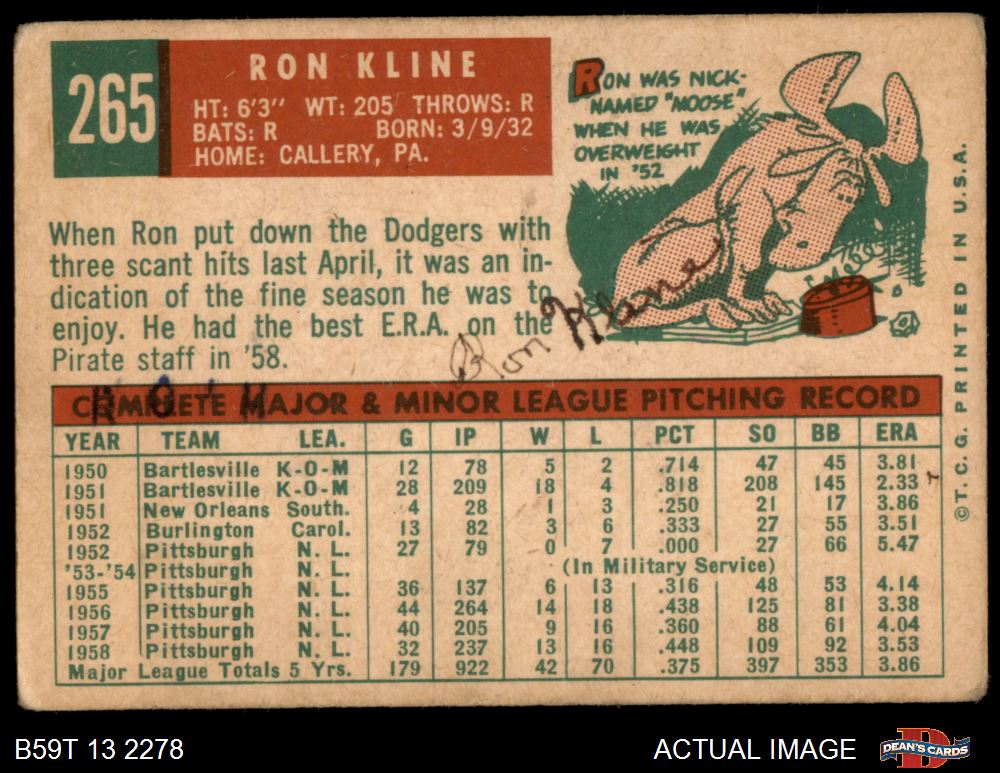 265
RON KLINE
HT: 6'3" WT: 205 THROWS: R
BATS: R BORN: 3/9/32
HOME: CALLERY, PA.
RON WAS NICK-
NAMED "MOOSE"
WHEN HE WAS
OVERWEIGHT
IN '52
When Ron put down the Dodgers with
three scant hits last April, it was an in-
dication of the fine season he was to
enjoy. He had the best E.R.A. on the
Pirate staff in '58.
Ron Kline
COMPLETE MAJOR & MINOR LEAGUE PITCHING RECORD
YEAR TEAM LEA. G IP W L PCT SO BB ERA
1950 Bartlesville K-O-M 12 78 5 2 .714 47 45 3.81
1951 Bartlesville K-O-M 28 209 18 4 .818 208 145 2.33
1951 New Orleans South. 4 28 1 3 .250 21 17 3.86
1952 Burlington Carol. 13 82 3 6 .333 27 55 3.51
1952 Pittsburgh N. L. 27 79 0 7 .000 27 66 5.47
'53-'54 Pittsburgh N. L. (In Military Service)
1955 Pittsburgh N. L. 36 137 6 13 .316 48 53 4.14
1956 Pittsburgh N. L. 44 264 14 18 .438 125 81 3.38
1957 Pittsburgh N. L. 40 205 9 16 .360 88 61 4.04
1958 Pittsburgh N. L. 32 237 13 16 .448 109 92 3.53
Major League Totals 5 Yrs. 179 922 42 70 .375 397 353 3.86
©T. C. G. PRINTED IN U.S.A.
B59T 13 2278
ACTUAL IMAGE
DEAN'S CARDS